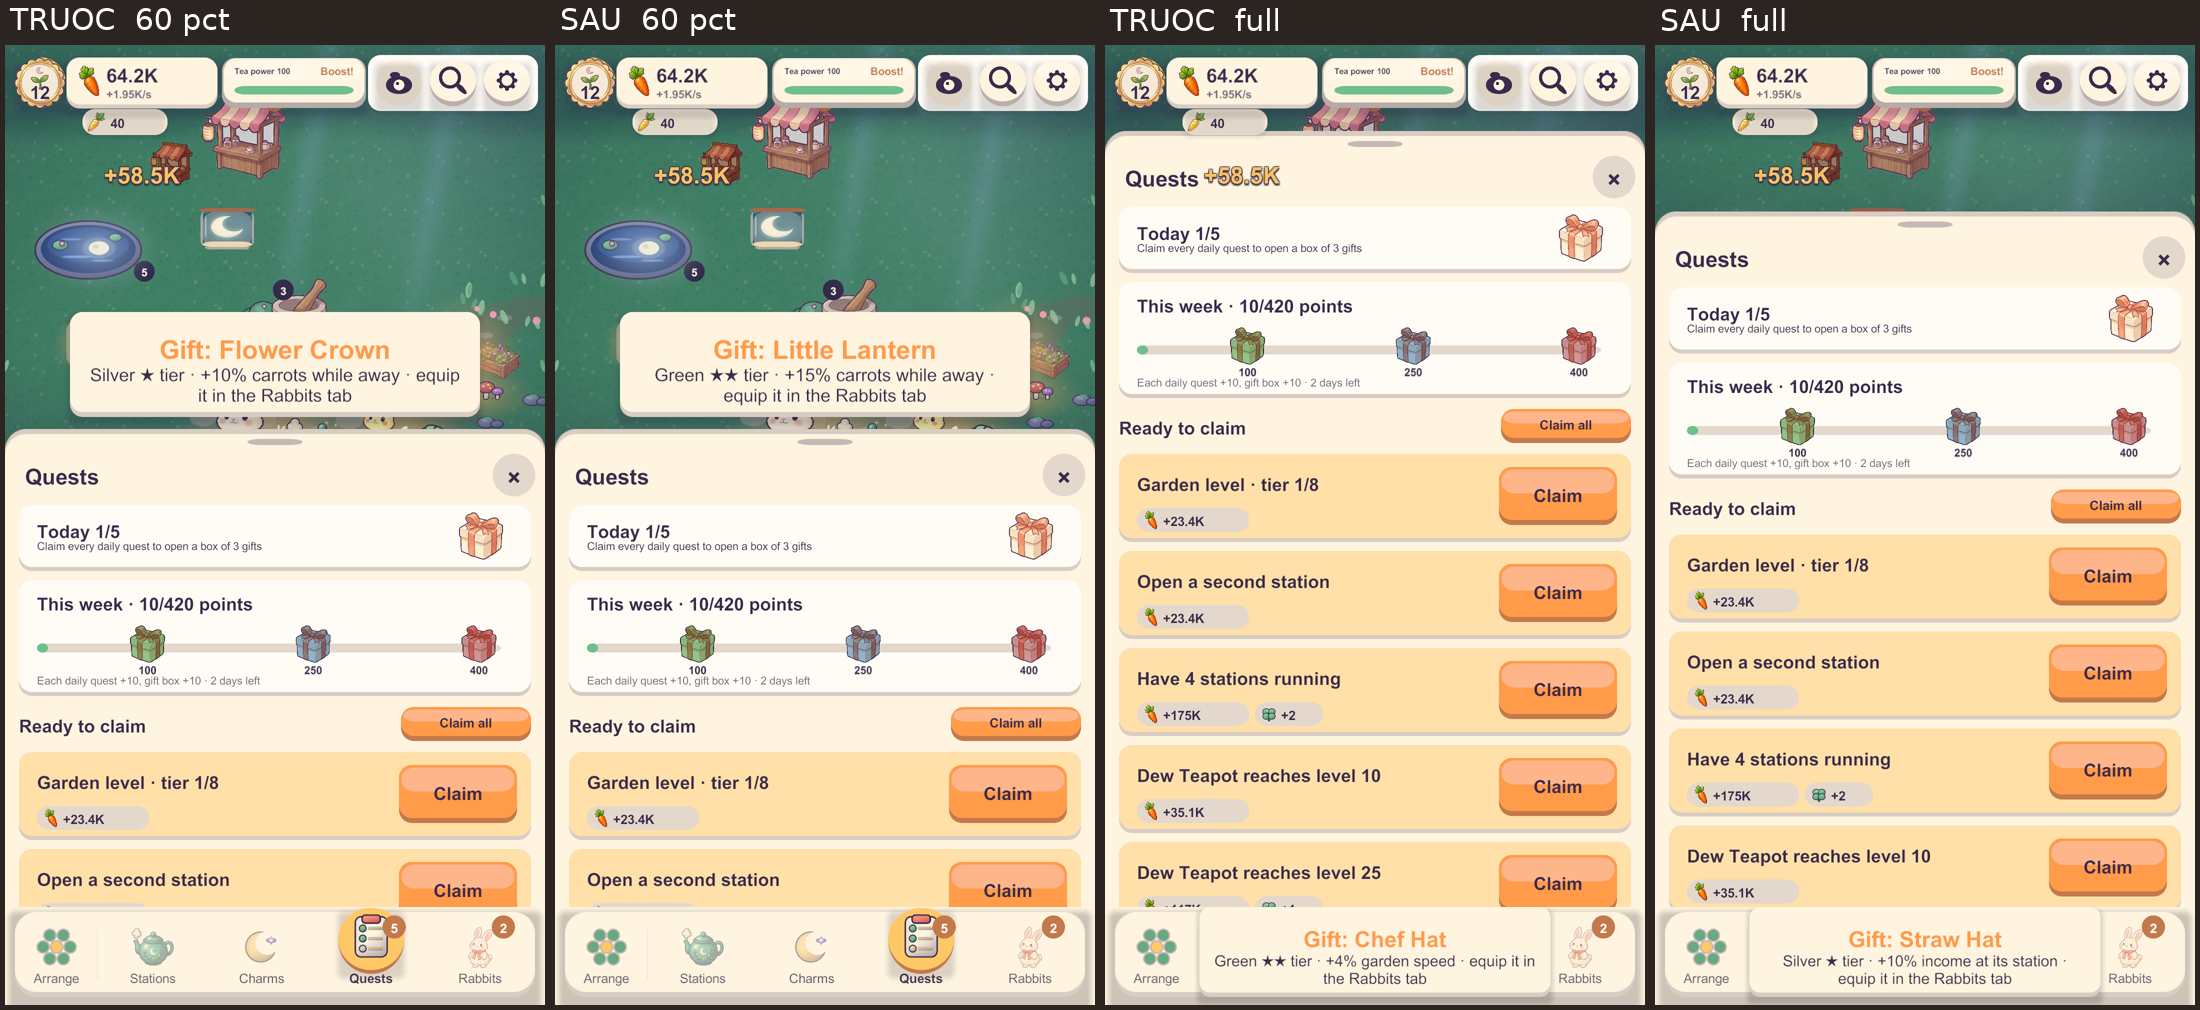 TRUOC 60 pct
12
64.2K
+1.95K/s
Tea power 100
Boost!
40
+58.5K
5
3
Gift: Flower Crown
Silver ★ tier · +10% carrots while away · equip
it in the Rabbits tab
Quests
×
Today 1/5
Claim every daily quest to open a box of 3 gifts
This week · 10/420 points
100
250
400
Each daily quest +10, gift box +10 · 2 days left
Ready to claim
Claim all
Garden level · tier 1/8
+23.4K
Claim
Open a second station
Claim
Arrange
Stations
Charms
5
Quests
2
Rabbits
SAU 60 pct
12
64.2K
+1.95K/s
Tea power 100
Boost!
40
+58.5K
5
3
Gift: Little Lantern
Green ★★ tier · +15% carrots while away ·
equip it in the Rabbits tab
Quests
×
Today 1/5
Claim every daily quest to open a box of 3 gifts
This week · 10/420 points
100
250
400
Each daily quest +10, gift box +10 · 2 days left
Ready to claim
Claim all
Garden level · tier 1/8
+23.4K
Claim
Open a second station
Claim
Arrange
Stations
Charms
5
Quests
2
Rabbits
TRUOC full
12
64.2K
+1.95K/s
Tea power 100
Boost!
40
Quests
+58.5K
×
Today 1/5
Claim every daily quest to open a box of 3 gifts
This week · 10/420 points
100
250
400
Each daily quest +10, gift box +10 · 2 days left
Ready to claim
Claim all
Garden level · tier 1/8
+23.4K
Claim
Open a second station
+23.4K
Claim
Have 4 stations running
+175K
+2
Claim
Dew Teapot reaches level 10
+35.1K
Claim
Dew Teapot reaches level 25
Claim
Arrange
Gift: Chef Hat
Green ★★ tier · +4% garden speed · equip it in
the Rabbits tab
2
Rabbits
SAU full
12
64.2K
+1.95K/s
Tea power 100
Boost!
40
+58.5K
Quests
×
Today 1/5
Claim every daily quest to open a box of 3 gifts
This week · 10/420 points
100
250
400
Each daily quest +10, gift box +10 · 2 days left
Ready to claim
Claim all
Garden level · tier 1/8
+23.4K
Claim
Open a second station
+23.4K
Claim
Have 4 stations running
+175K
+2
Claim
Dew Teapot reaches level 10
+35.1K
Claim
Arrange
Gift: Straw Hat
Silver ★ tier · +10% income at its station ·
equip it in the Rabbits tab
2
Rabbits